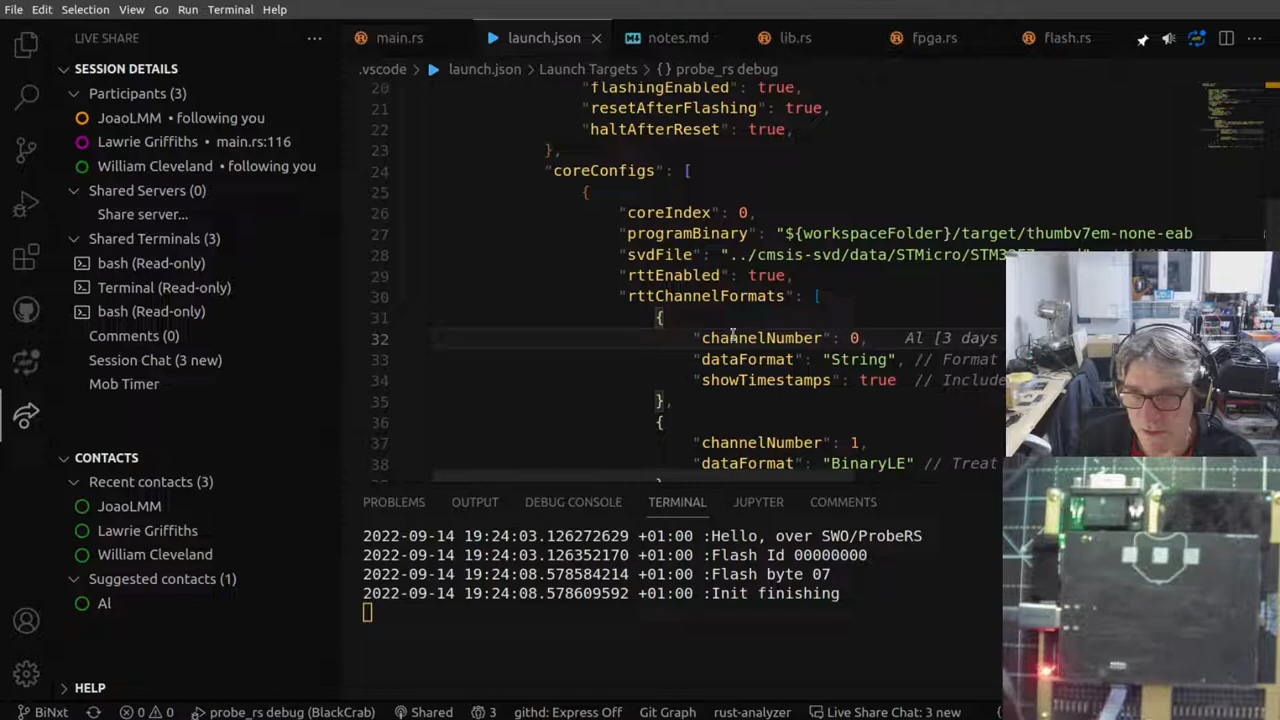 File Edit Selection View Go Run Terminal Help
LIVE SHARE
main.rs
launch.json
notes.md
lib.rs
fpga.rs
flash.rs
.vscode > launch.json > Launch Targets > {} probe_rs debug
SESSION DETAILS
Participants (3)
JoaoLMM • following you
Lawrie Griffiths • main.rs:116
William Cleveland • following you
Shared Servers (0)
Share server...
Shared Terminals (3)
bash (Read-only)
Terminal (Read-only)
bash (Read-only)
Comments (0)
Session Chat (3 new)
Mob Timer
CONTACTS
Recent contacts (3)
JoaoLMM
Lawrie Griffiths
William Cleveland
Suggested contacts (1)
Al
HELP
20 "flashingEnabled": true,
21 "resetAfterFlashing": true,
22 "haltAfterReset": true,
23 },
24 "coreConfigs": [
25 {
26 "coreIndex": 0,
27 "programBinary": "${workspaceFolder}/target/thumbv7em-none-eab
28 "svdFile": "../cmsis-svd/data/STMicro/
29 "rttEnabled": true,
30 "rttChannelFormats": [
31 {
32 "channelNumber": 0, Al [3 days
33 "dataFormat": "String", // Format
34 "showTimestamps": true // Include
35 },
36 {
37 "channelNumber": 1,
38 "dataFormat": "BinaryLE" // Treat
PROBLEMS OUTPUT DEBUG CONSOLE TERMINAL JUPYTER COMMENTS
2022-09-14 19:24:03.126272629 +01:00 :Hello, over SWO/ProbeRS
2022-09-14 19:24:03.126352170 +01:00 :Flash Id 00000000
2022-09-14 19:24:08.578584214 +01:00 :Flash byte 07
2022-09-14 19:24:08.578609592 +01:00 :Init finishing
BiNxt 0 0 probe_rs debug (BlackCrab) Shared 3 githd: Express Off Git Graph rust-analyzer Live Share Chat: 3 new {